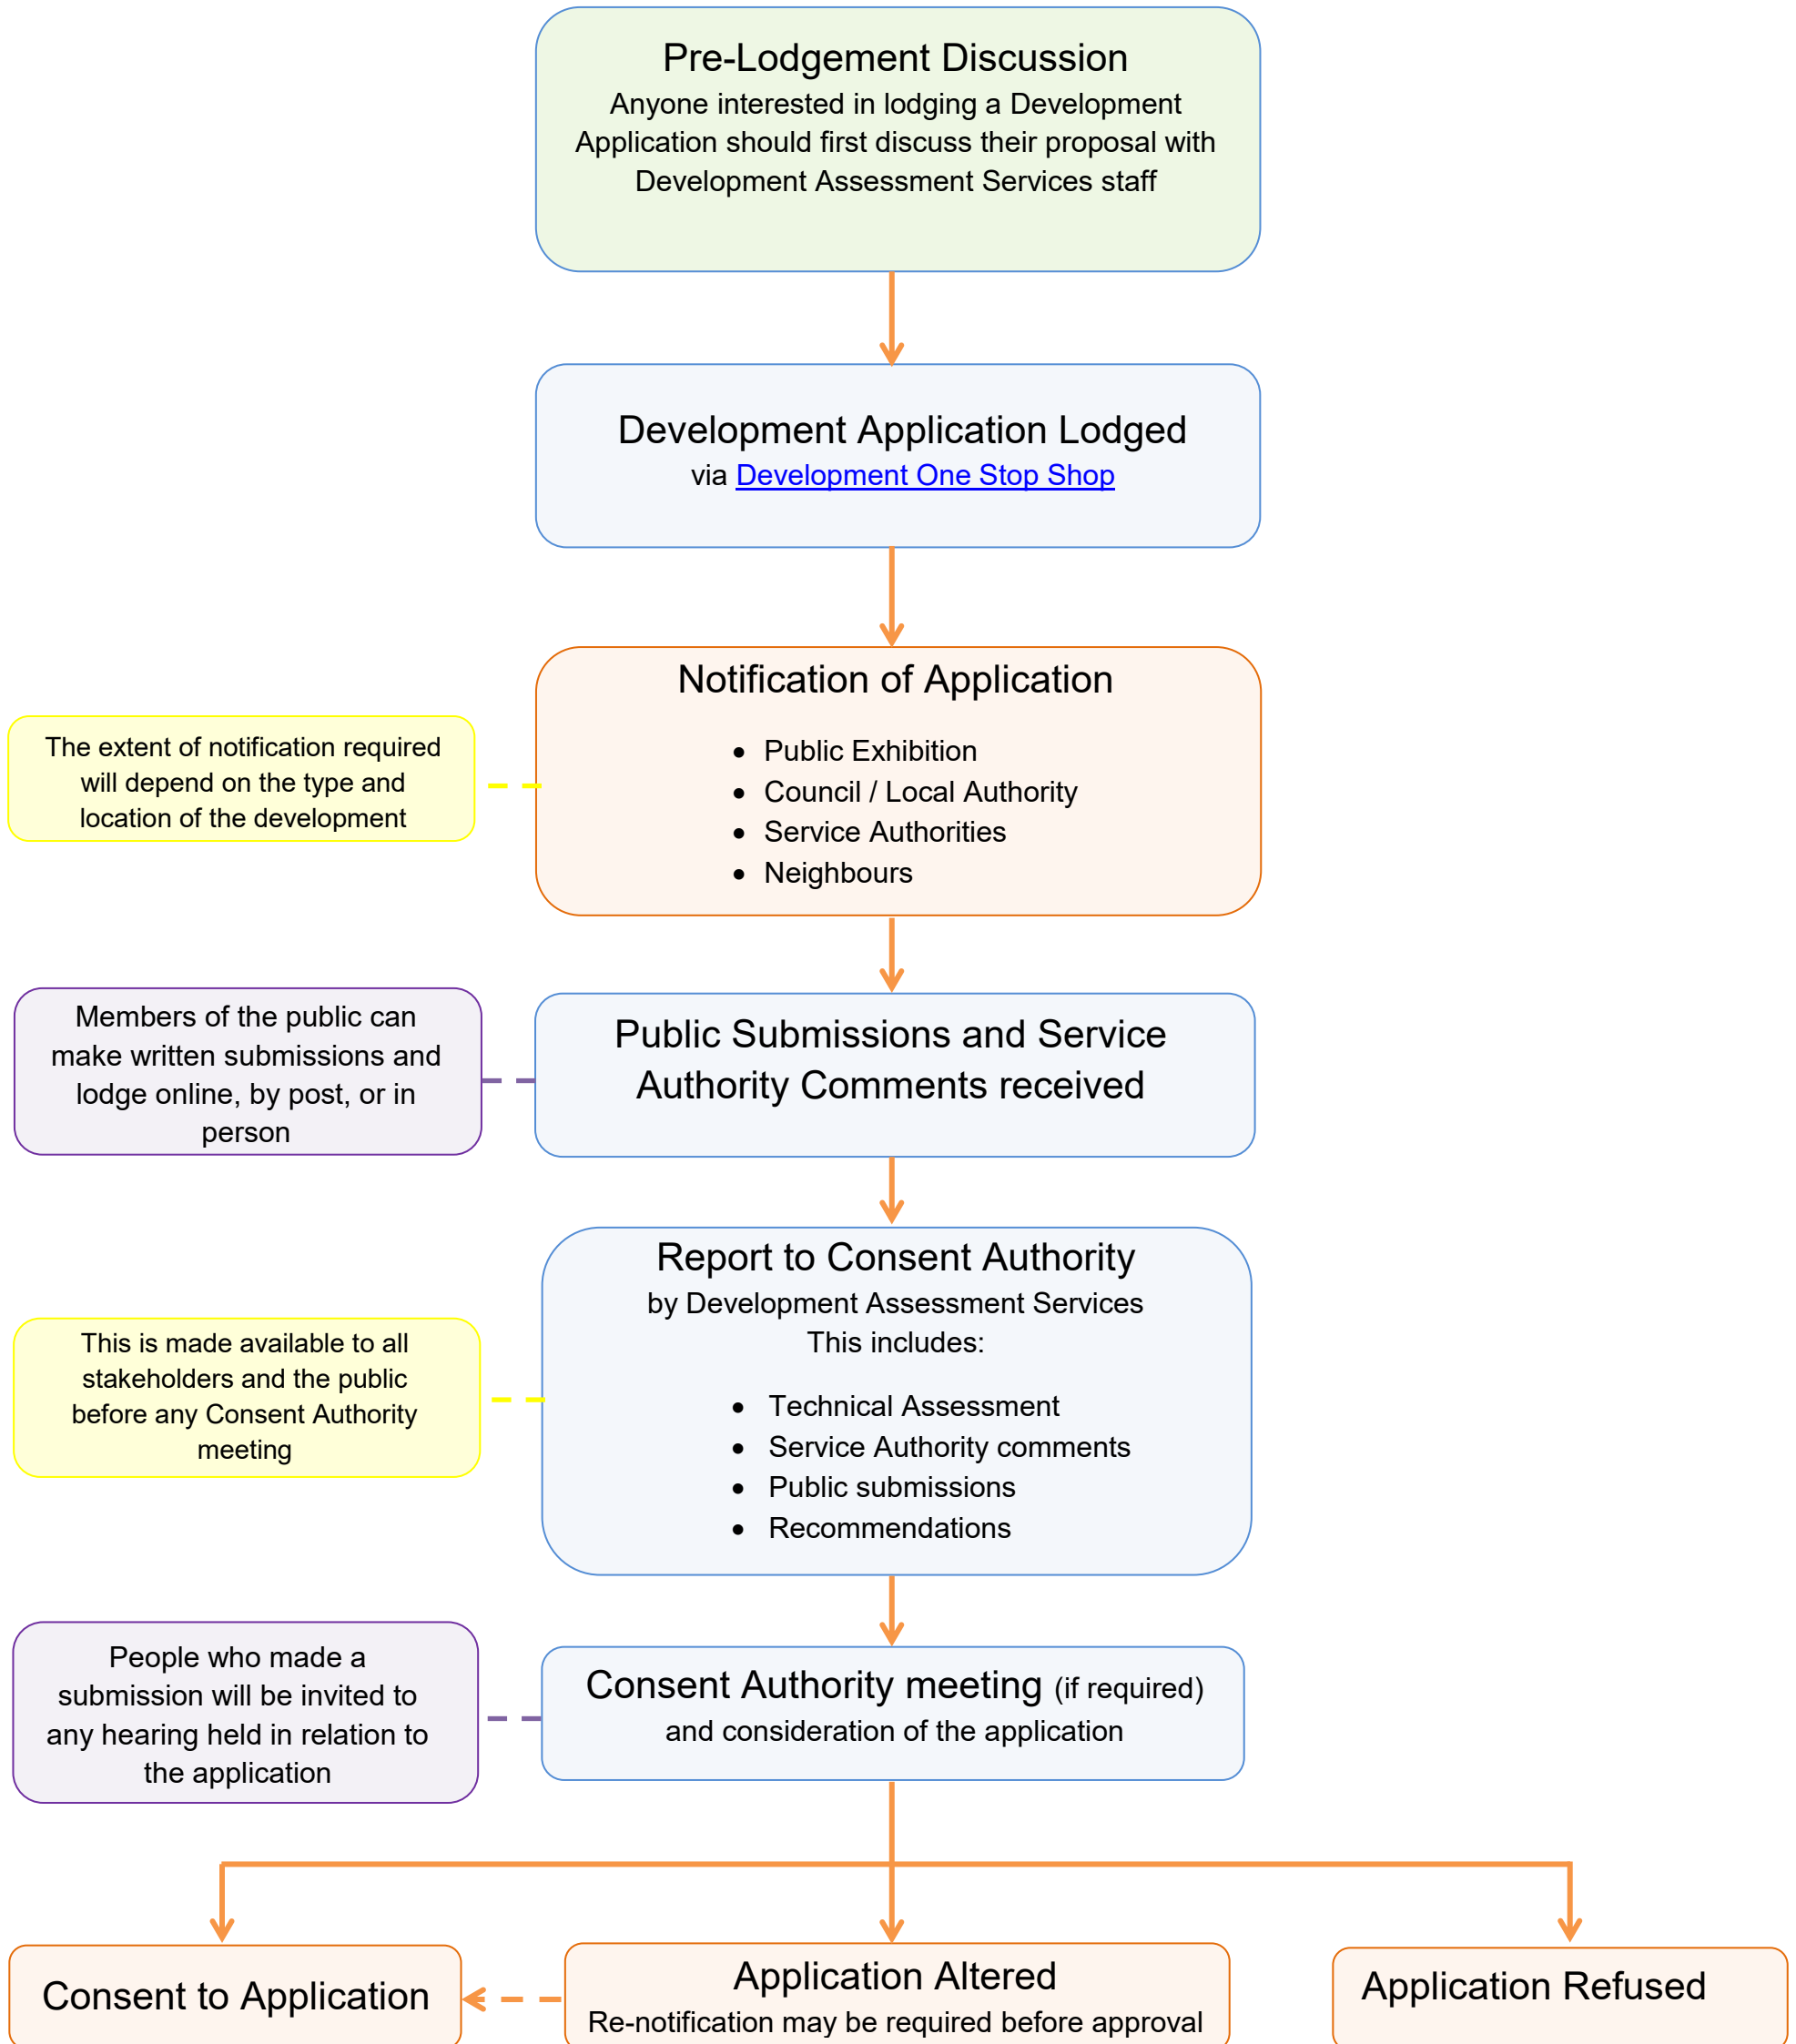 Pre-Lodgement Discussion
Anyone interested in lodging a Development
Application should first discuss their proposal with
Development Assessment Services staff
Development Application Lodged
via Development One Stop Shop
Notification of Application
• Public Exhibition
• Council / Local Authority
• Service Authorities
• Neighbours
The extent of notification required
will depend on the type and
location of the development
Public Submissions and Service
Authority Comments received
Members of the public can
make written submissions and
lodge online, by post, or in
person
Report to Consent Authority
by Development Assessment Services
This includes:
• Technical Assessment
• Service Authority comments
• Public submissions
• Recommendations
This is made available to all
stakeholders and the public
before any Consent Authority
meeting
Consent Authority meeting (if required)
and consideration of the application
People who made a
submission will be invited to
any hearing held in relation to
the application
Consent to Application
Application Altered
Re-notification may be required before approval
Application Refused